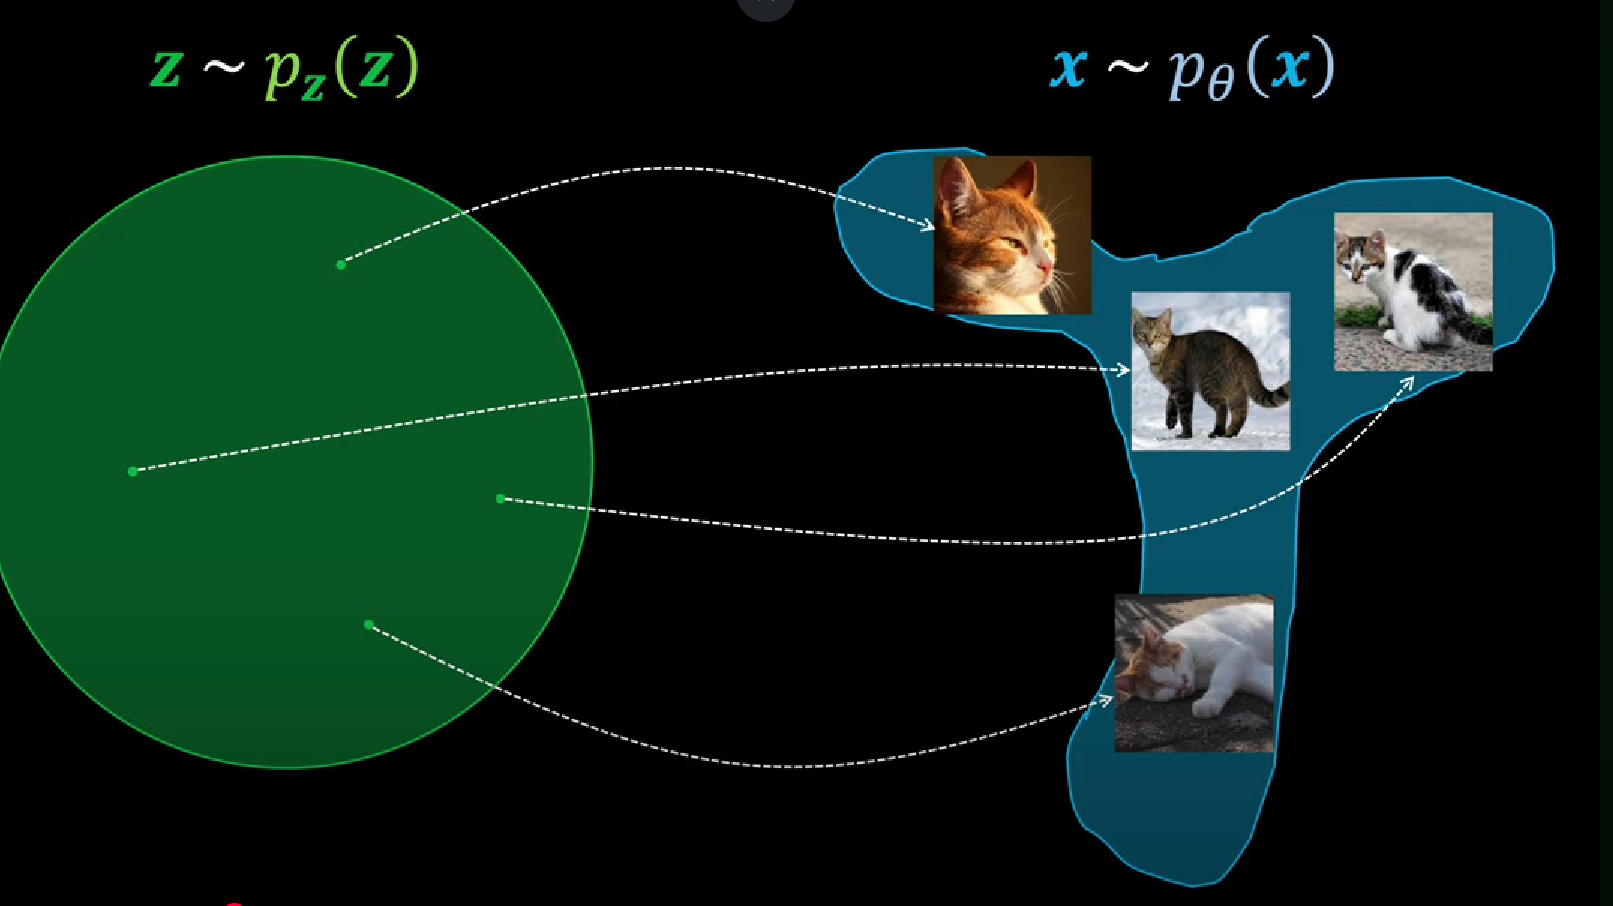 z ~ p_z(z)
x ~ p_θ(x)